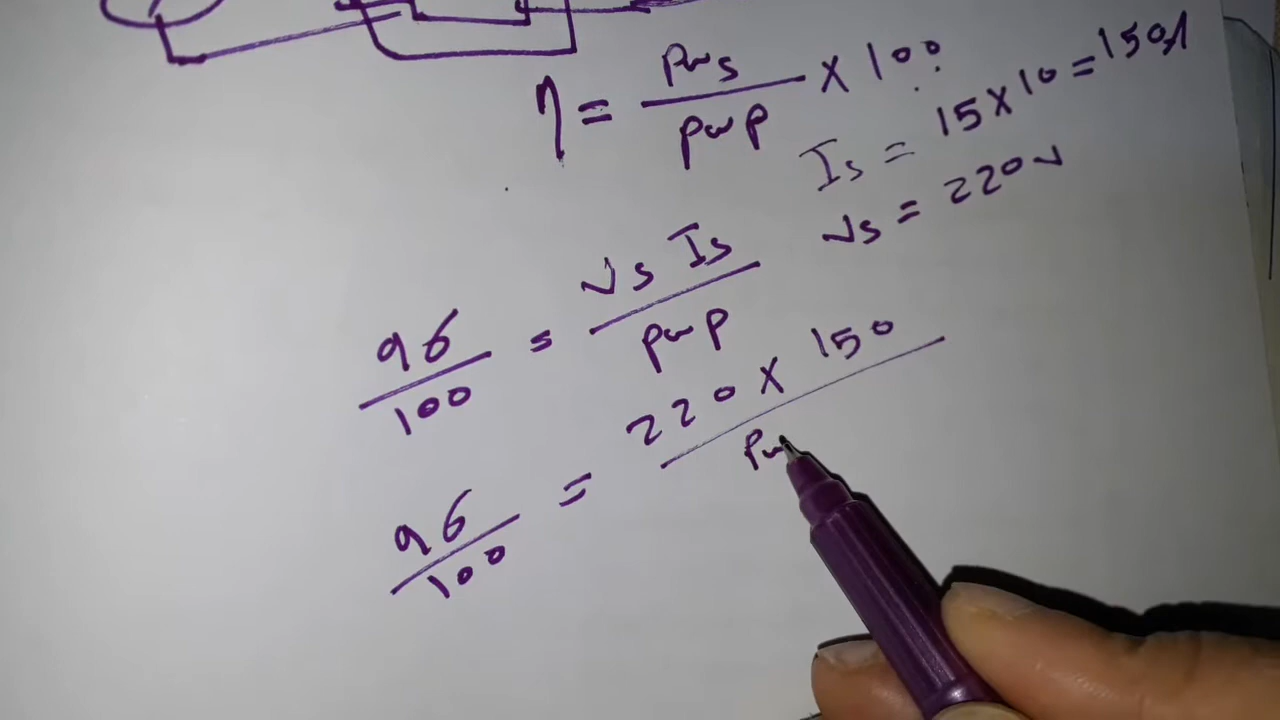 η = Pws / Pwp × 100
Is = 15 × 10 = 150A
Vs = 220V
96/100 = Vs Is / Pwp
96/100 = 220 × 150 / Pw